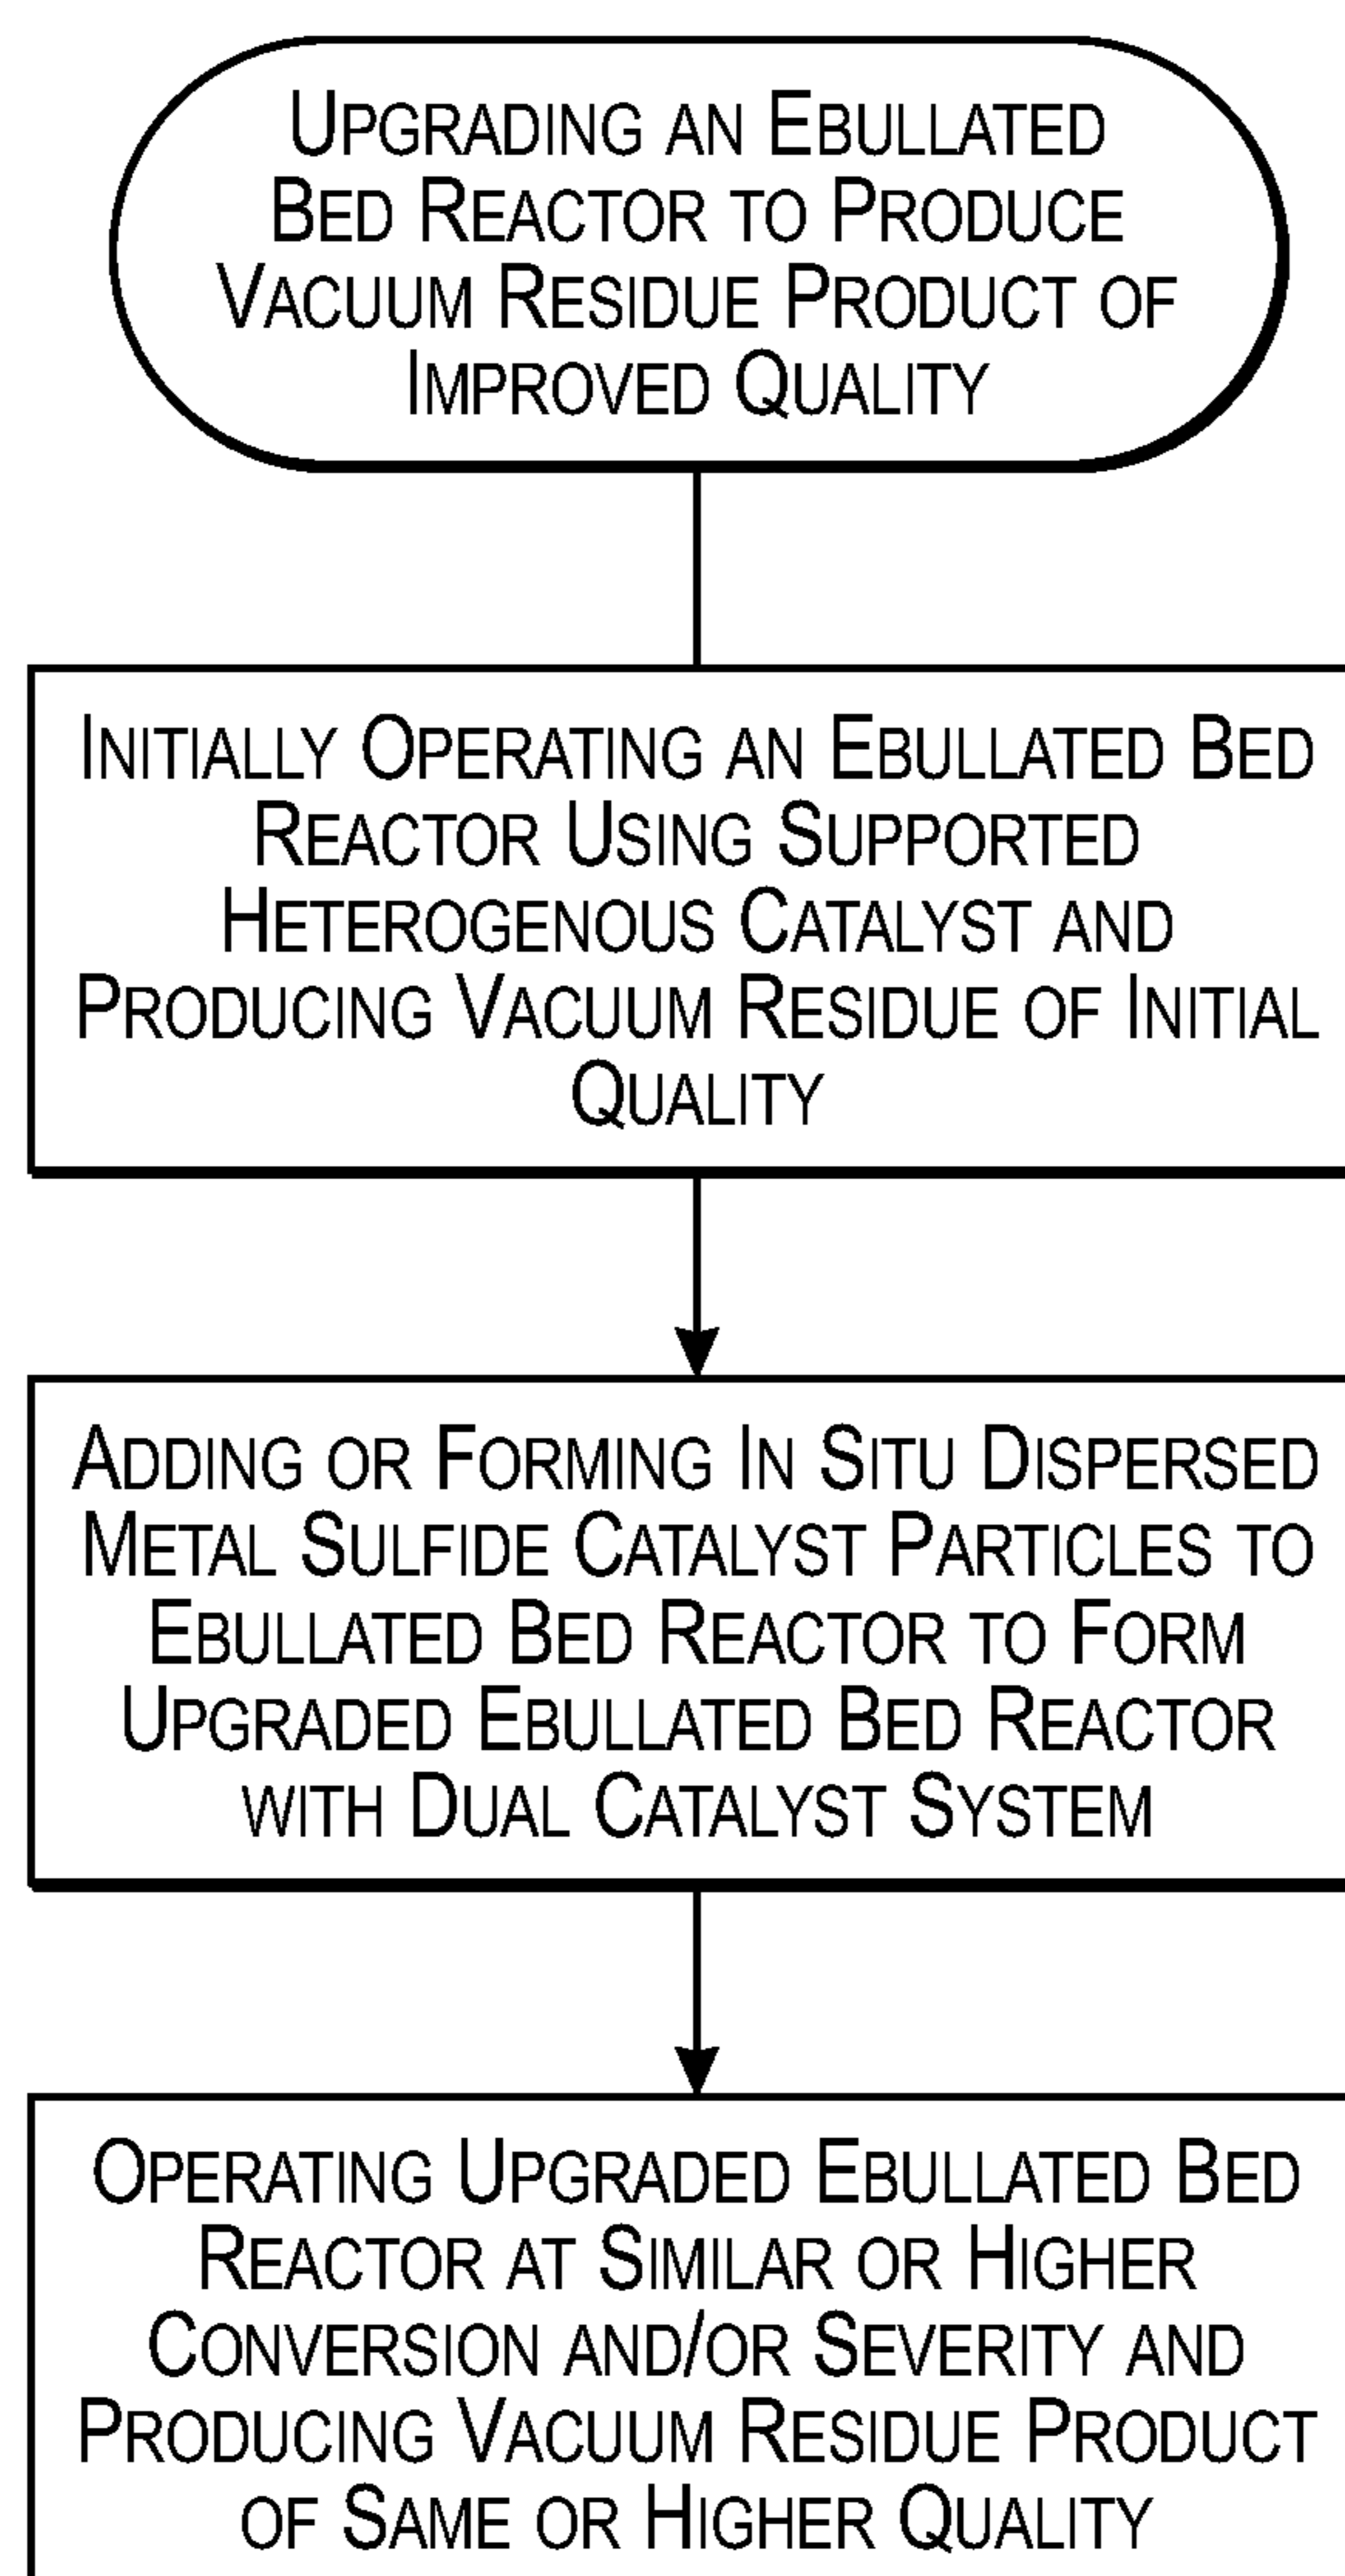 UPGRADING AN EBULLATED
BED REACTOR TO PRODUCE
VACUUM RESIDUE PRODUCT OF
IMPROVED QUALITY
INITIALLY OPERATING AN EBULLATED BED
REACTOR USING SUPPORTED
HETEROGENOUS CATALYST AND
PRODUCING VACUUM RESIDUE OF INITIAL
QUALITY
ADDING OR FORMING IN SITU DISPERSED
METAL SULFIDE CATALYST PARTICLES TO
EBULLATED BED REACTOR TO FORM
UPGRADED EBULLATED BED REACTOR
WITH DUAL CATALYST SYSTEM
OPERATING UPGRADED EBULLATED BED
REACTOR AT SIMILAR OR HIGHER
CONVERSION AND/OR SEVERITY AND
PRODUCING VACUUM RESIDUE PRODUCT
OF SAME OR HIGHER QUALITY